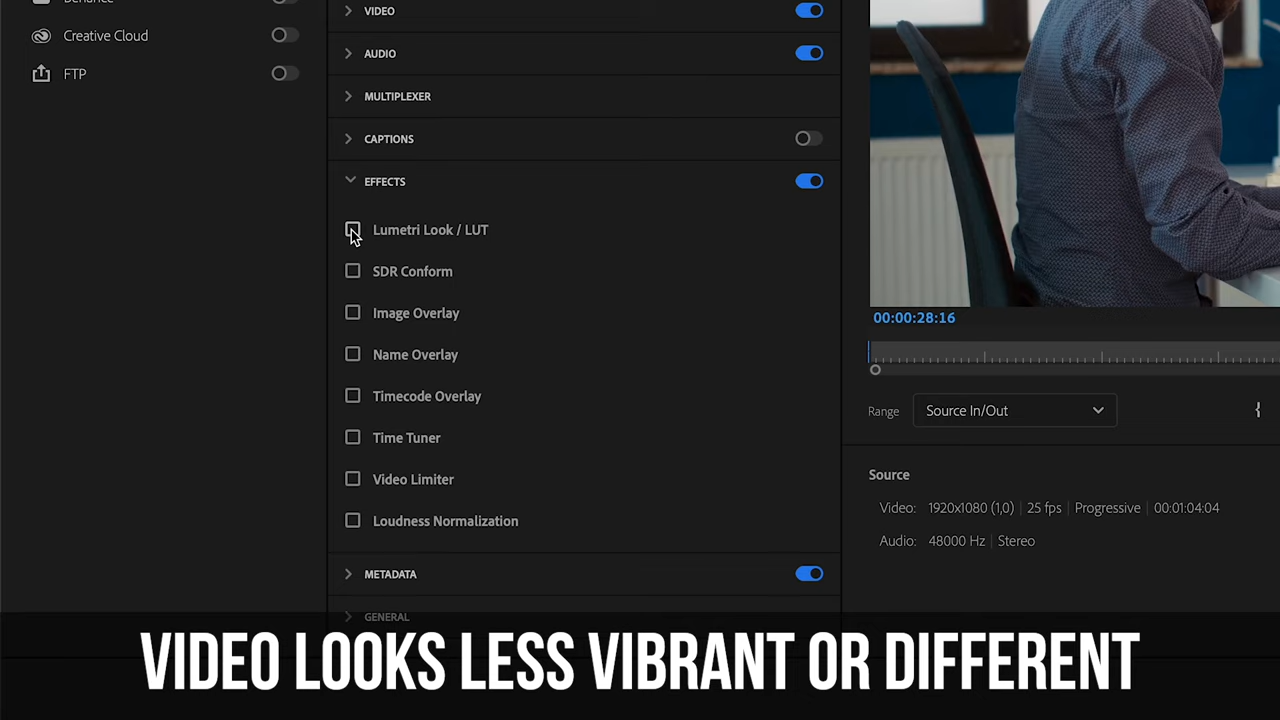 Behance
Creative Cloud
FTP
VIDEO
AUDIO
MULTIPLEXER
CAPTIONS
EFFECTS
Lumetri Look / LUT
SDR Conform
Image Overlay
Name Overlay
Timecode Overlay
Time Tuner
Video Limiter
Loudness Normalization
METADATA
GENERAL
00:00:28:16
Range Source In/Out
Source
Video: 1920x1080 (1,0) | 25 fps | Progressive | 00:01:04:04
Audio: 48000 Hz | Stereo
VIDEO LOOKS LESS VIBRANT OR DIFFERENT